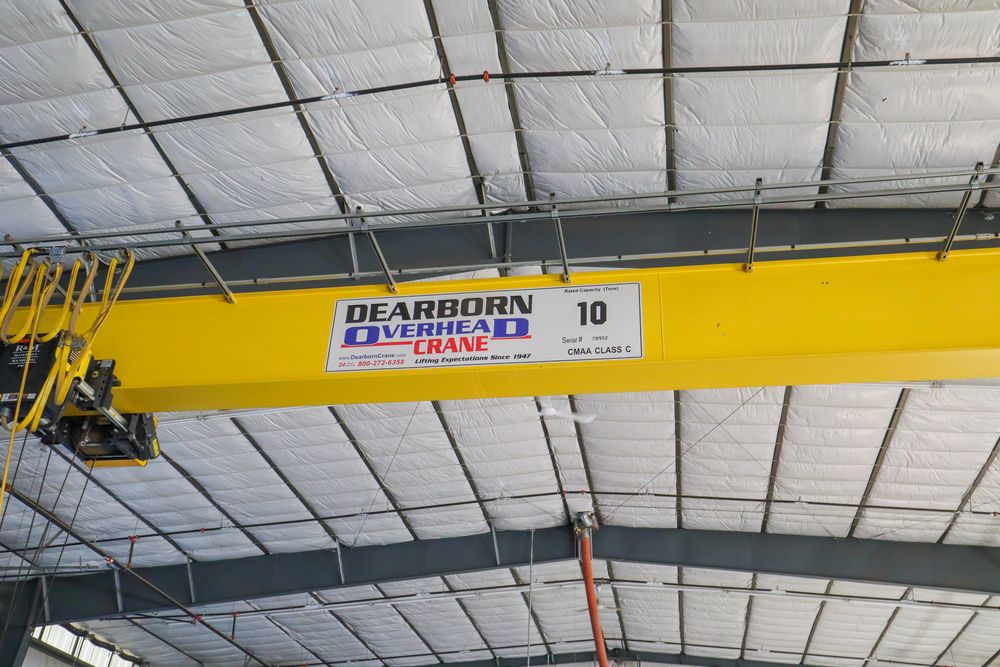 DEARBORN
OVERHEAD
CRANE
www.DearbornCrane.com
24 800-272-6358
Lifting Expectations Since 1947
Rated Capacity (Tons)
10
Serial # 78932
CMAA CLASS C
R&M